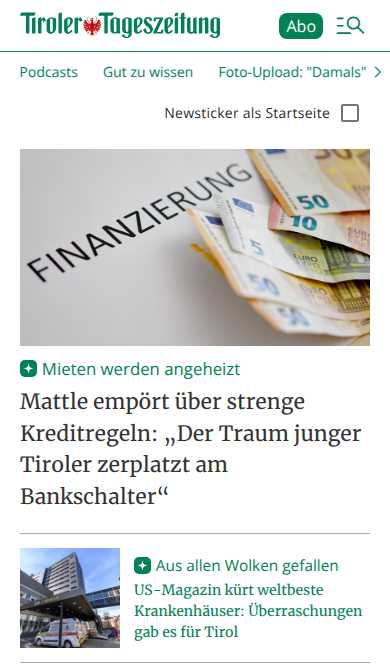 Tiroler Tageszeitung
Abo
Podcasts Gut zu wissen Foto-Upload: "Damals"
Newsticker als Startseite
FINANZIERUNG
50
10
5
50
50
Mieten werden angeheizt
Mattle empört über strenge
Kreditregeln: „Der Traum junger
Tiroler zerplatzt am
Bankschalter“
Aus allen Wolken gefallen
US-Magazin kürt weltbeste
Krankenhäuser: Überraschungen
gab es für Tirol